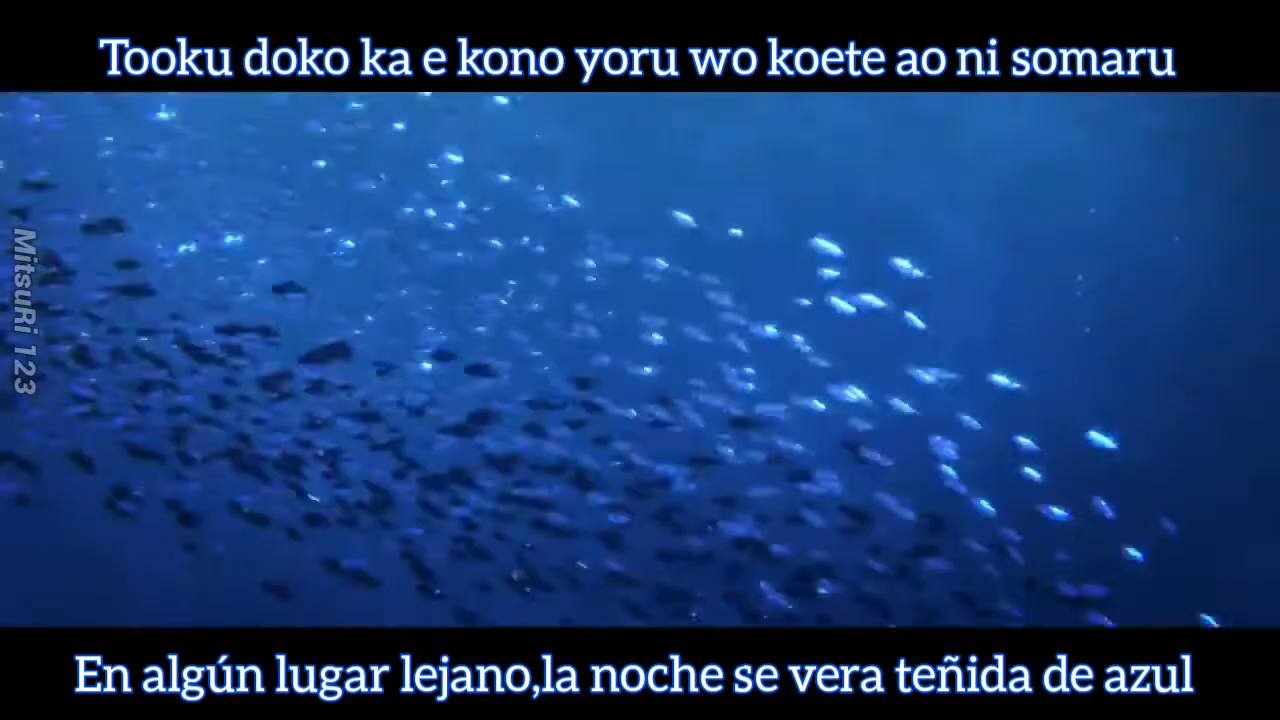 Tooku doko ka e kono yoru wo koete ao ni somaru
MitsuRi 123
En algún lugar lejano,la noche se vera teñida de azul